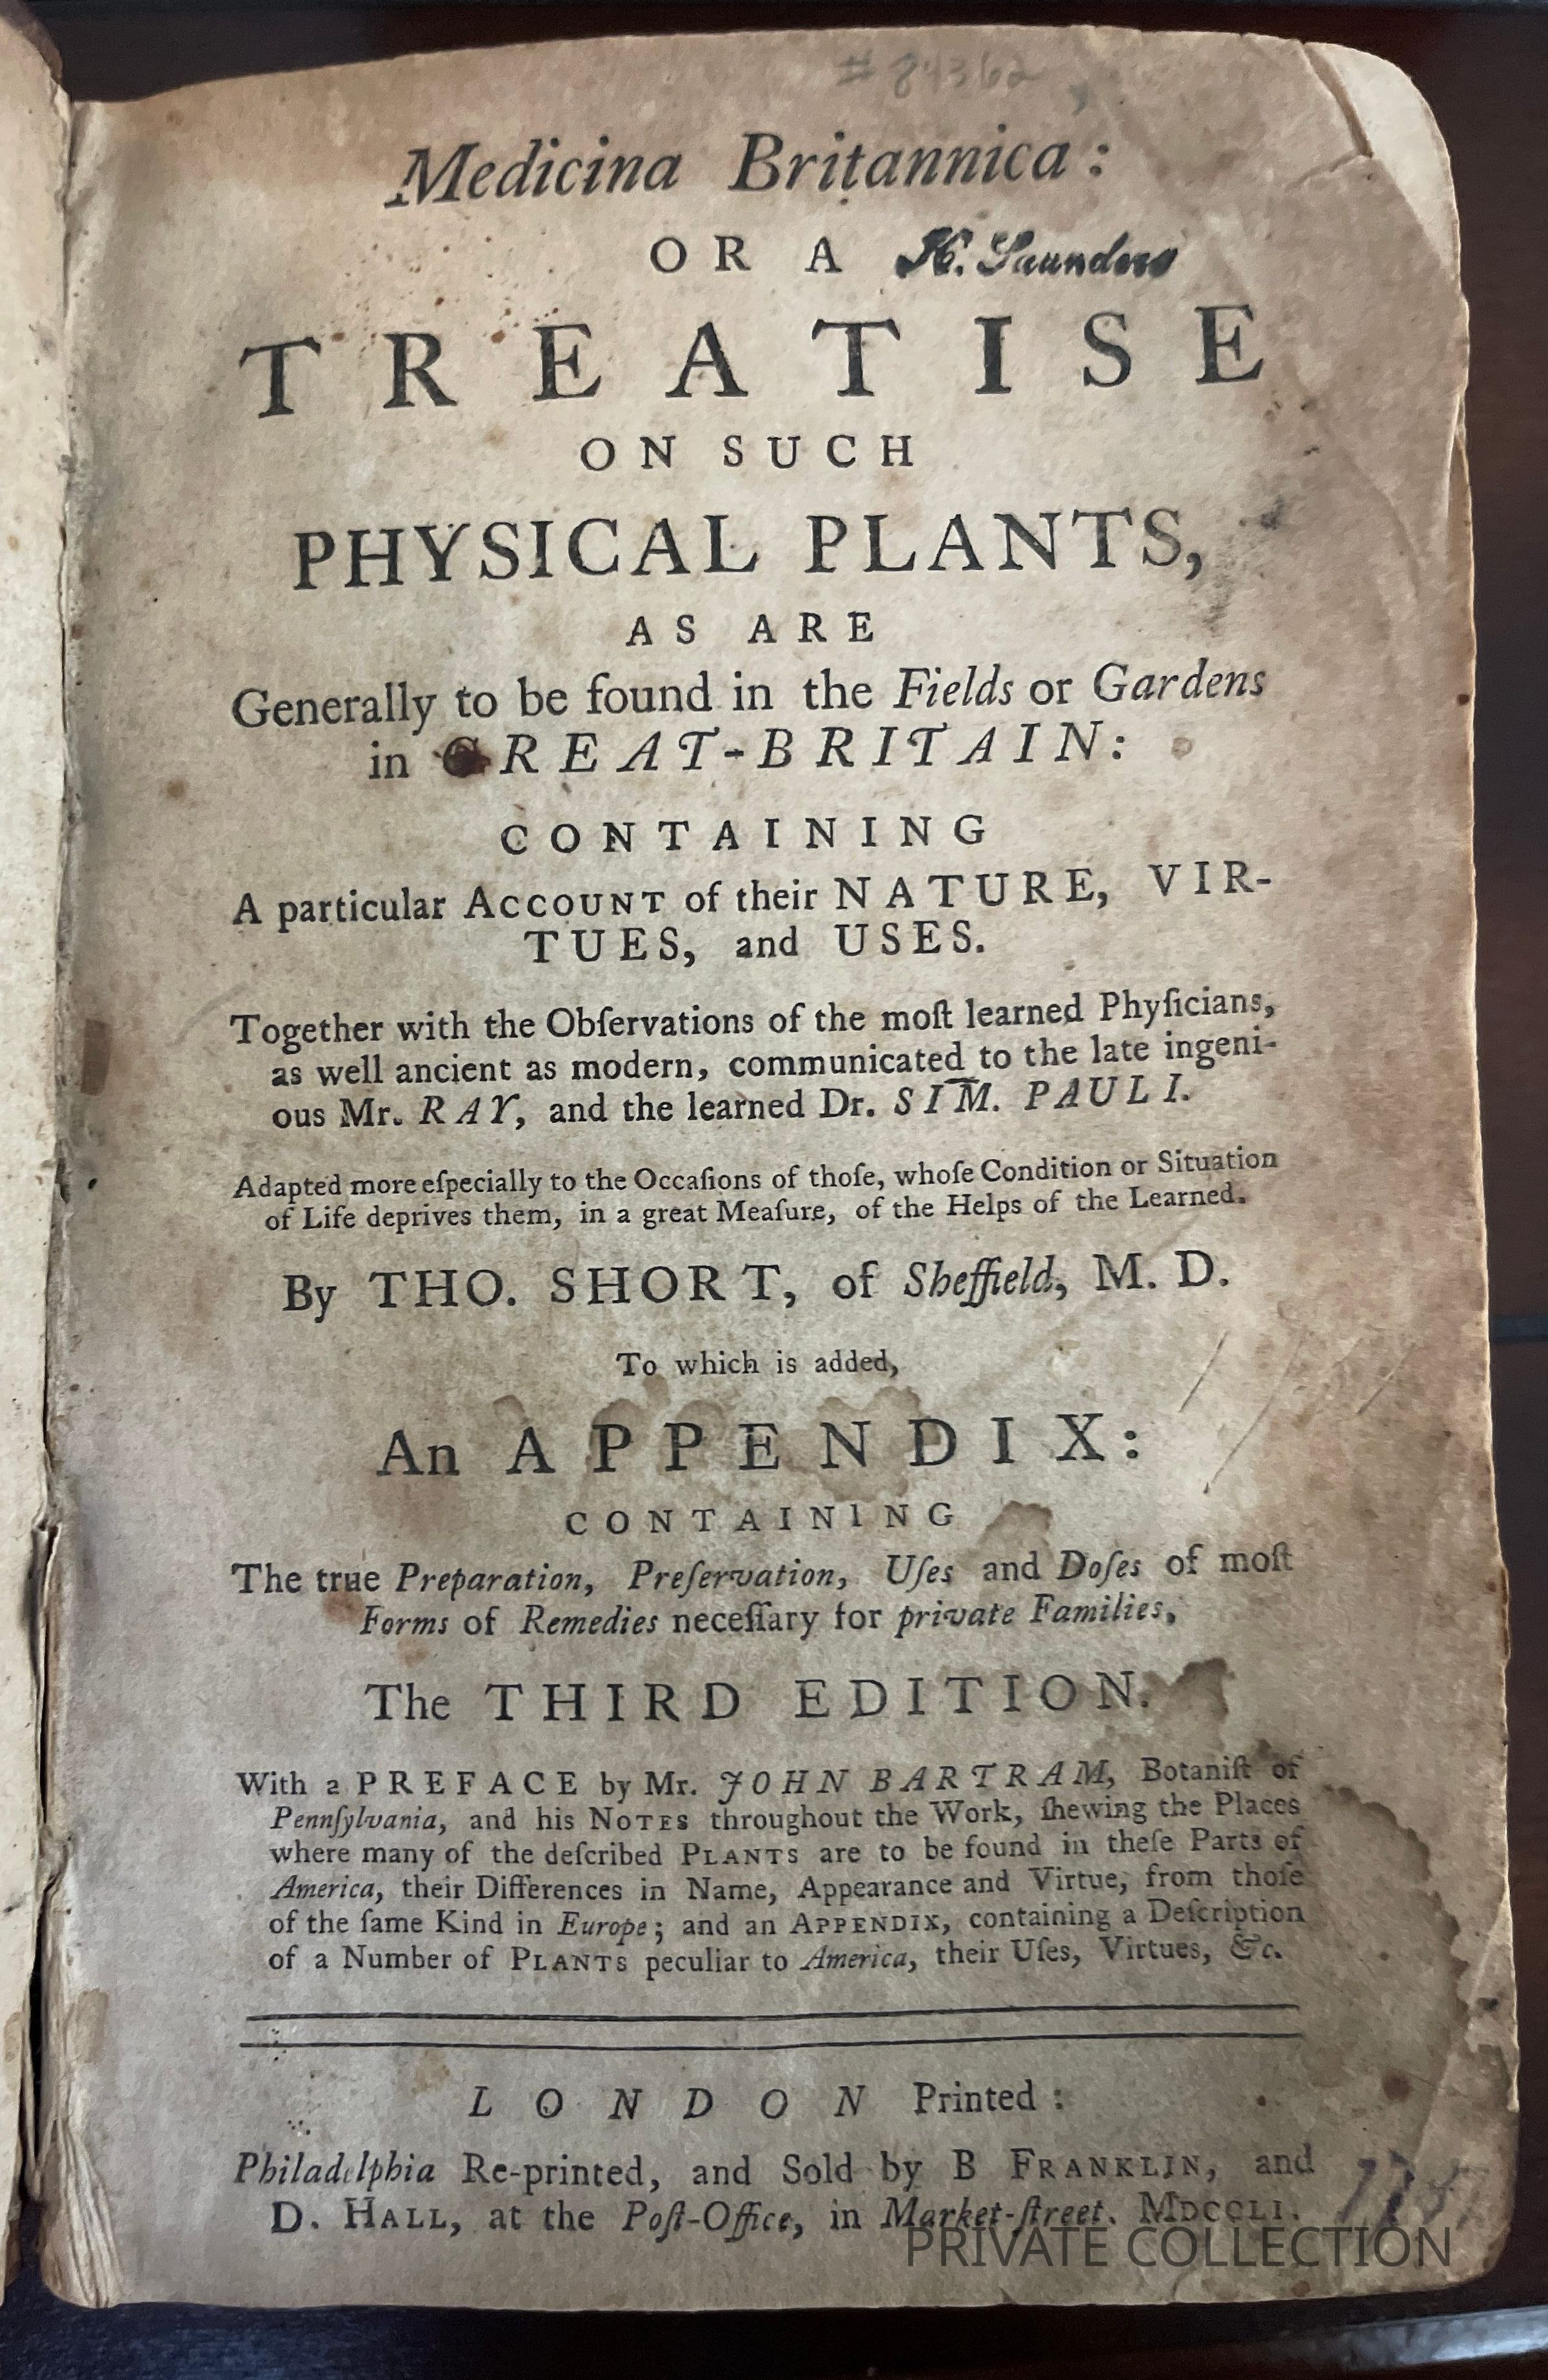 # 84362
Medicina Britannica:
OR A H. Saunders
TREATISE
ON SUCH
PHYSICAL PLANTS,
AS ARE
Generally to be found in the Fields or Gardens
in GREAT-BRITAIN:
CONTAINING
A particular ACCOUNT of their NATURE, VIR-
TUES, and USES.
Together with the Obſervations of the moſt learned Phyſicians,
as well ancient as modern, communicated to the late ingeni-
ous Mr. RAY, and the learned Dr. SIM. PAULI.
Adapted more eſpecially to the Occaſions of thoſe, whoſe Condition or Situation
of Life deprives them, in a great Meaſure, of the Helps of the Learned.
By THO. SHORT, of Sheffield, M. D.
To which is added,
An APPENDIX:
CONTAINING
The true Preparation, Preſervation, Uſes and Doſes of moſt
Forms of Remedies neceſſary for private Families,
The THIRD EDITION.
With a PREFACE by Mr. JOHN BARTRAM, Botaniſt of
Pennſylvania, and his NOTES throughout the Work, ſhewing the Places
where many of the deſcribed PLANTS are to be found in theſe Parts of
America, their Differences in Name, Appearance and Virtue, from thoſe
of the ſame Kind in Europe; and an APPENDIX, containing a Deſcription
of a Number of PLANTS peculiar to America, their Uſes, Virtues, &c.
LONDON Printed:
Philadelphia Re-printed, and Sold by B FRANKLIN, and
D. HALL, at the Poſt-Office, in Market-ſtreet. MDCCLI.
PRIVATE COLLECTION